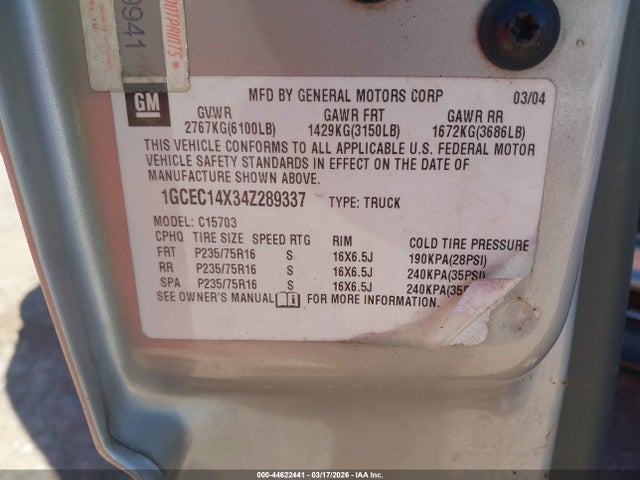 9941
GM
MFD BY GENERAL MOTORS CORP 03/04
GVWR GAWR FRT GAWR RR
2767KG(6100LB) 1429KG(3150LB) 1672KG(3686LB)
THIS VEHICLE CONFORMS TO ALL APPLICABLE U.S. FEDERAL MOTOR
VEHICLE SAFETY STANDARDS IN EFFECT ON THE DATE OF
MANUFACTURE SHOWN ABOVE.
1GCEC14X34Z289337 TYPE: TRUCK
MODEL: C15703
CPHQ TIRE SIZE SPEED RTG RIM COLD TIRE PRESSURE
FRT P235/75R16 S 16X6.5J 190KPA(28PSI)
RR P235/75R16 S 16X6.5J 240KPA(35PSI)
SPA P235/75R16 S 16X6.5J 240KPA(35P
SEE OWNER'S MANUAL FOR MORE INFORMATION.
000-44622441 - 03/17/2026 - IAA Inc. - COPART